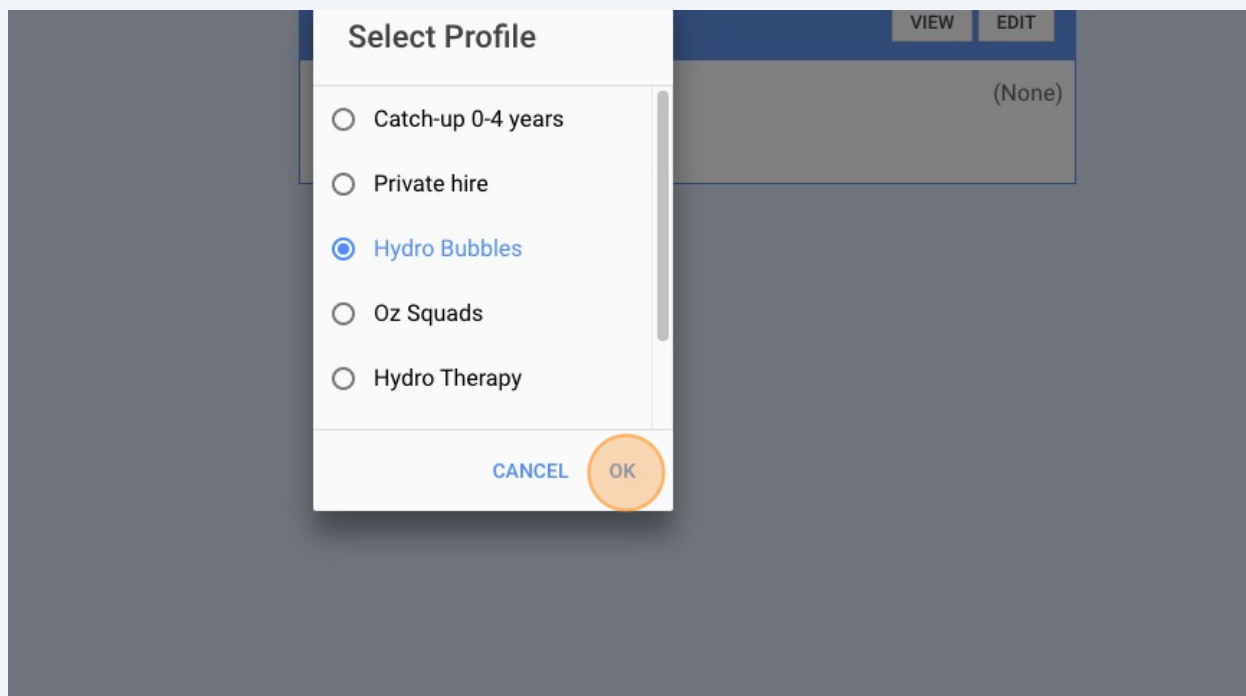 Select Profile
VIEW EDIT
(None)
Catch-up 0-4 years
Private hire
Hydro Bubbles
Oz Squads
Hydro Therapy
CANCEL OK